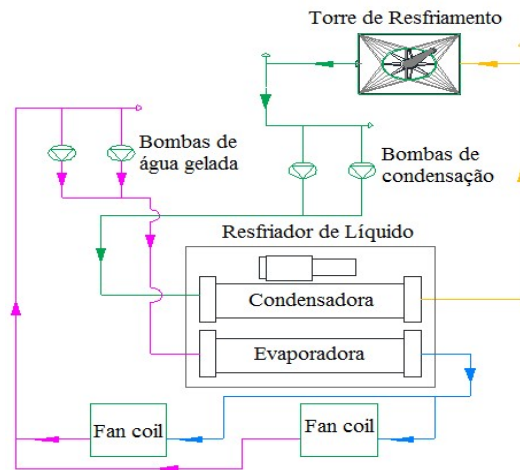 Torre de Resfriamento
Bombas de
água gelada
Bombas de
condensação
Resfriador de Líquido
Condensadora
Evaporadora
Fan coil
Fan coil